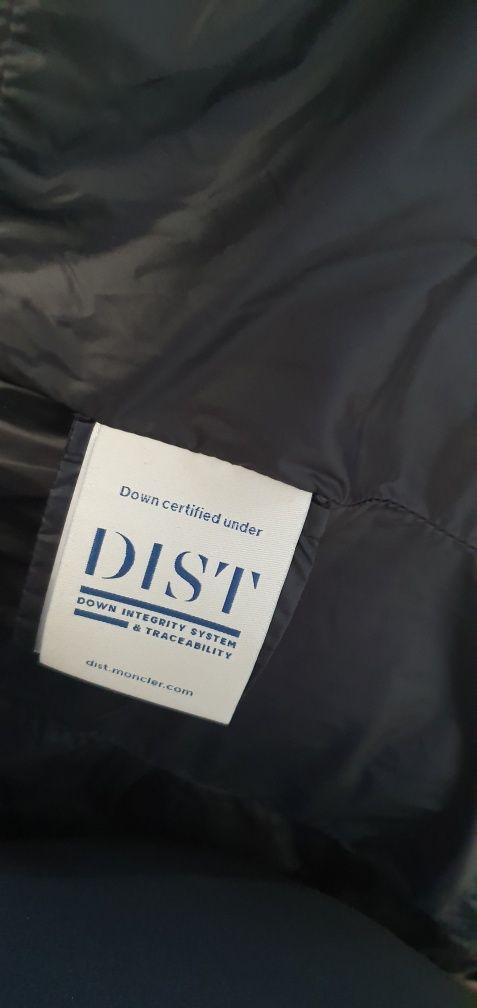 Down certified under
DIST
DOWN INTEGRITY SYSTEM
& TRACEABILITY
dist.moncler.com